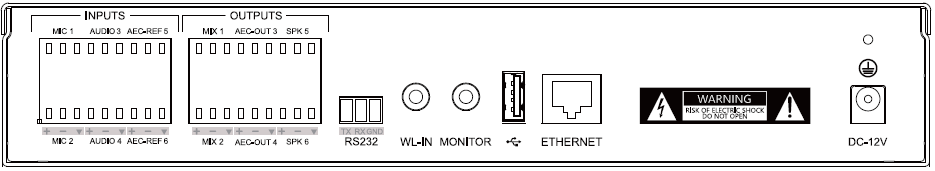 INPUTS
MIC 1 AUDIO 3 AEC-REF 5
+ − ▼ + − ▼ + − ▼
MIC 2 AUDIO 4 AEC-REF 6
OUTPUTS
MIX 1 AEC-OUT 3 SPK 5
+ − ▼ + − ▼ + − ▼
MIX 2 AEC-OUT 4 SPK 6
TX RX GND
RS232
WL-IN
MONITOR
ETHERNET
WARNING
RISK OF ELECTRIC SHOCK
DO NOT OPEN
DC-12V